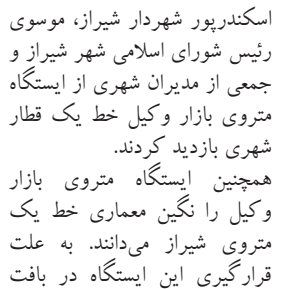 اسکندرپور شهردار شیراز، موسوی
رئیس شورای اسلامی شهر شیراز و
جمعی از مدیران شهری از ایستگاه
متروی بازار وکیل خط یک قطار
شهری بازدید کردند.
همچنین ایستگاه متروی بازار
وکیل را نگین معماری خط یک
متروی شیراز می‌دانند. به علت
قرارگیری این ایستگاه در بافت